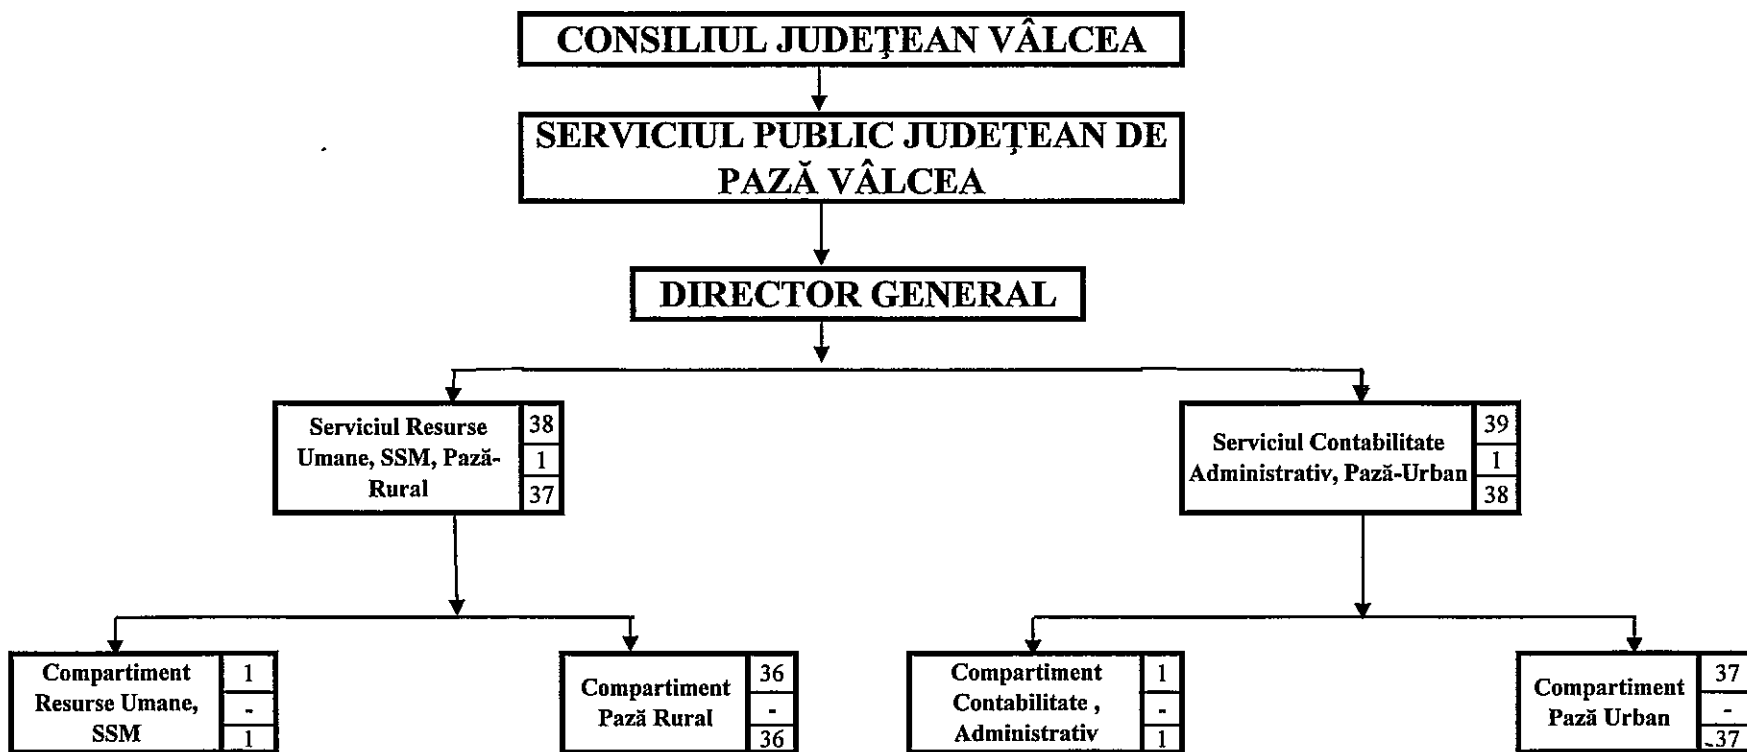 CONSILIUL JUDEŢEAN VÂLCEA
SERVICIUL PUBLIC JUDEŢEAN DE
PAZĂ VÂLCEA
DIRECTOR GENERAL
Serviciul Resurse
Umane, SSM, Pază-
Rural
38
1
37
Serviciul Contabilitate
Administrativ, Pază-Urban
39
1
38
Compartiment
Resurse Umane,
SSM
1
-
1
Compartiment
Pază Rural
36
-
36
Compartiment
Contabilitate ,
Administrativ
1
-
1
Compartiment
Pază Urban
37
-
37